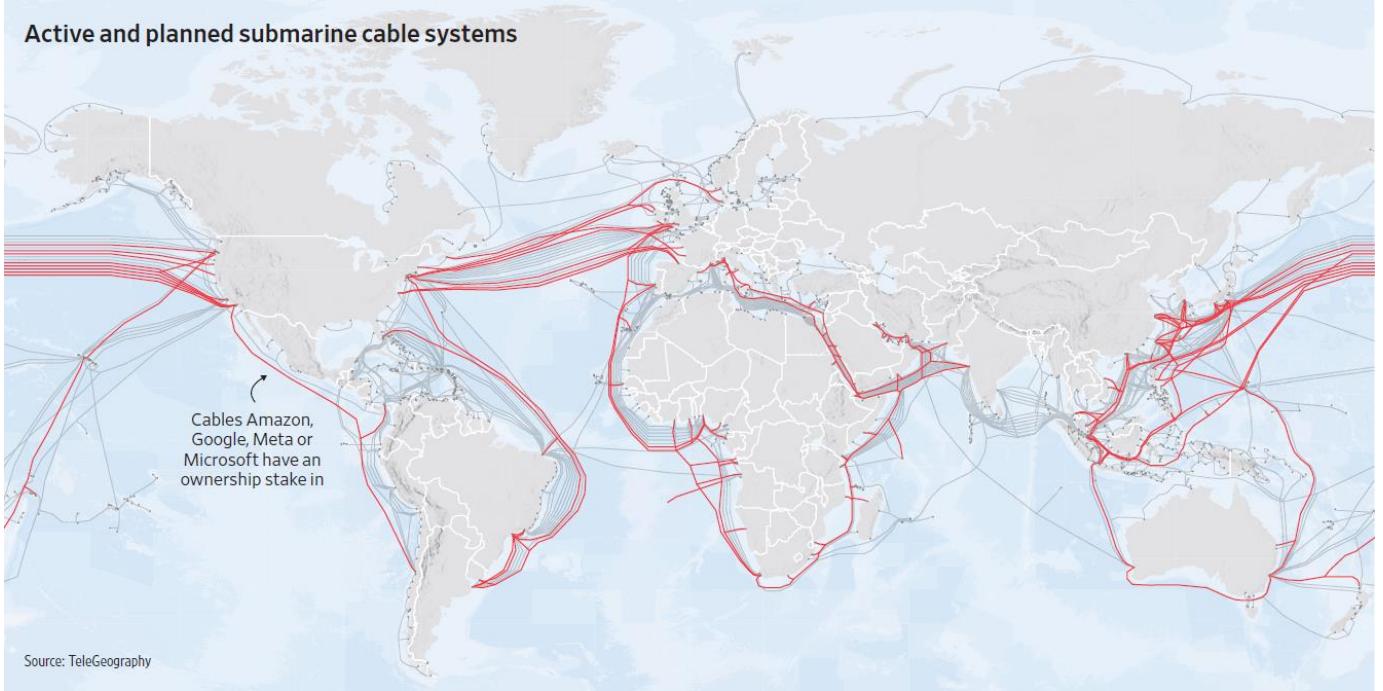 Active and planned submarine cable systems
Cables Amazon,
Google, Meta or
Microsoft have an
ownership stake in
Source: TeleGeography